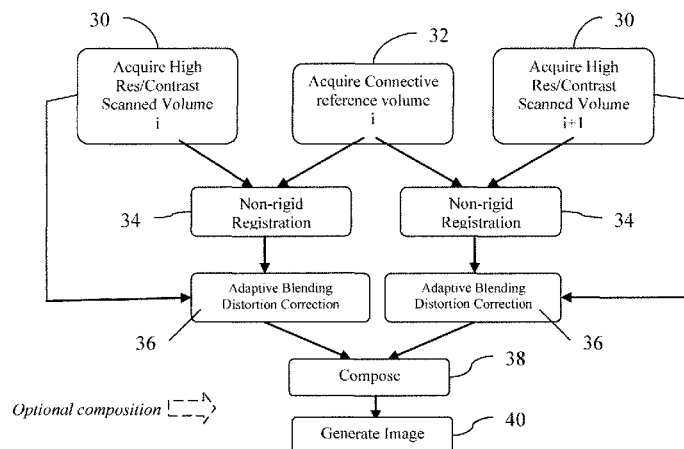 30
32
30
Acquire High
Res/Contrast
Scanned Volume
i
Acquire Connective
reference volume
i
Acquire High
Res/Contrast
Scanned Volume
i+1
34
Non-rigid
Registration
Non-rigid
Registration
34
Adaptive Blending
Distortion Correction
Adaptive Blending
Distortion Correction
36
36
Compose
38
Optional composition
Generate Image
40